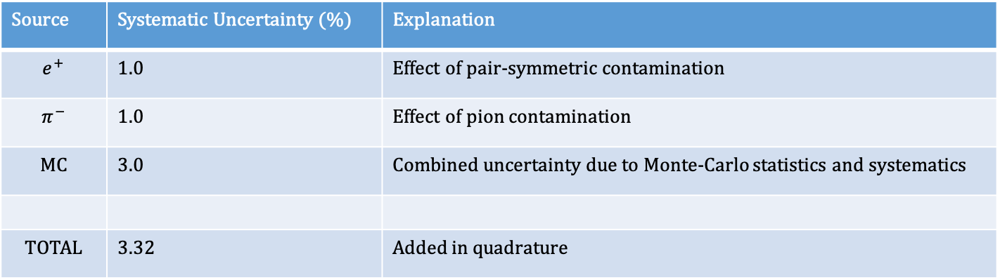 Source Systematic Uncertainty (%) Explanation
e⁺ 1.0 Effect of pair-symmetric contamination
π⁻ 1.0 Effect of pion contamination
MC 3.0 Combined uncertainty due to Monte-Carlo statistics and systematics
TOTAL 3.32 Added in quadrature